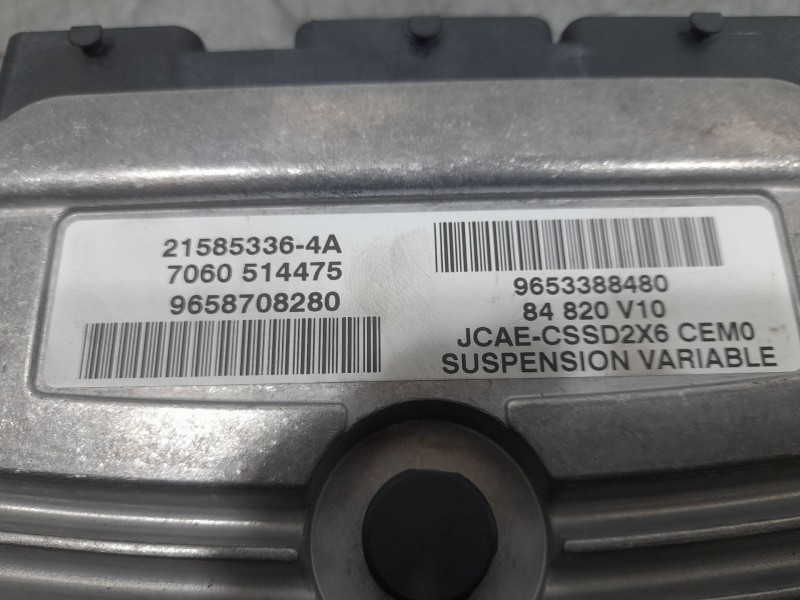 21585336-4A
7060 514475
9658708280
9653388480
84 820 V10
JCAE-CSSD2X6 CEM0
SUSPENSION VARIABLE